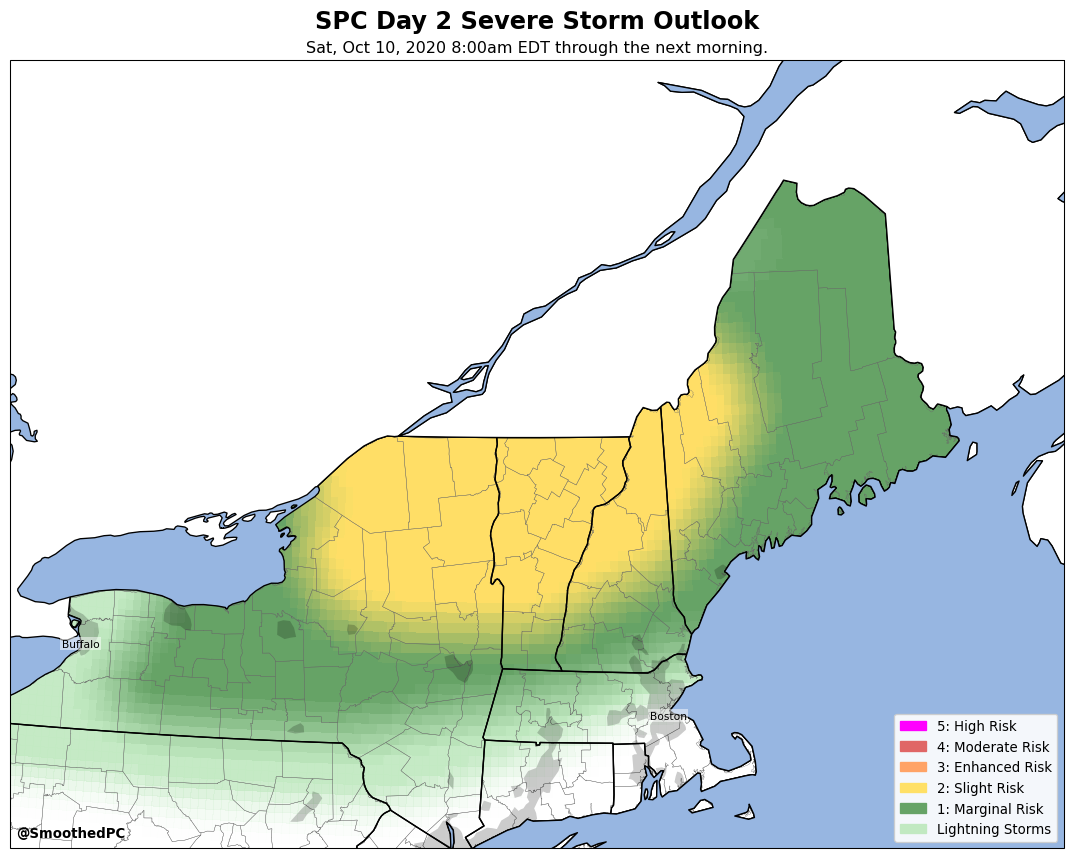 SPC Day 2 Severe Storm Outlook
Sat, Oct 10, 2020 8:00am EDT through the next morning.
Buffalo
Boston
5: High Risk
4: Moderate Risk
3: Enhanced Risk
2: Slight Risk
1: Marginal Risk
Lightning Storms
@SmoothedPC